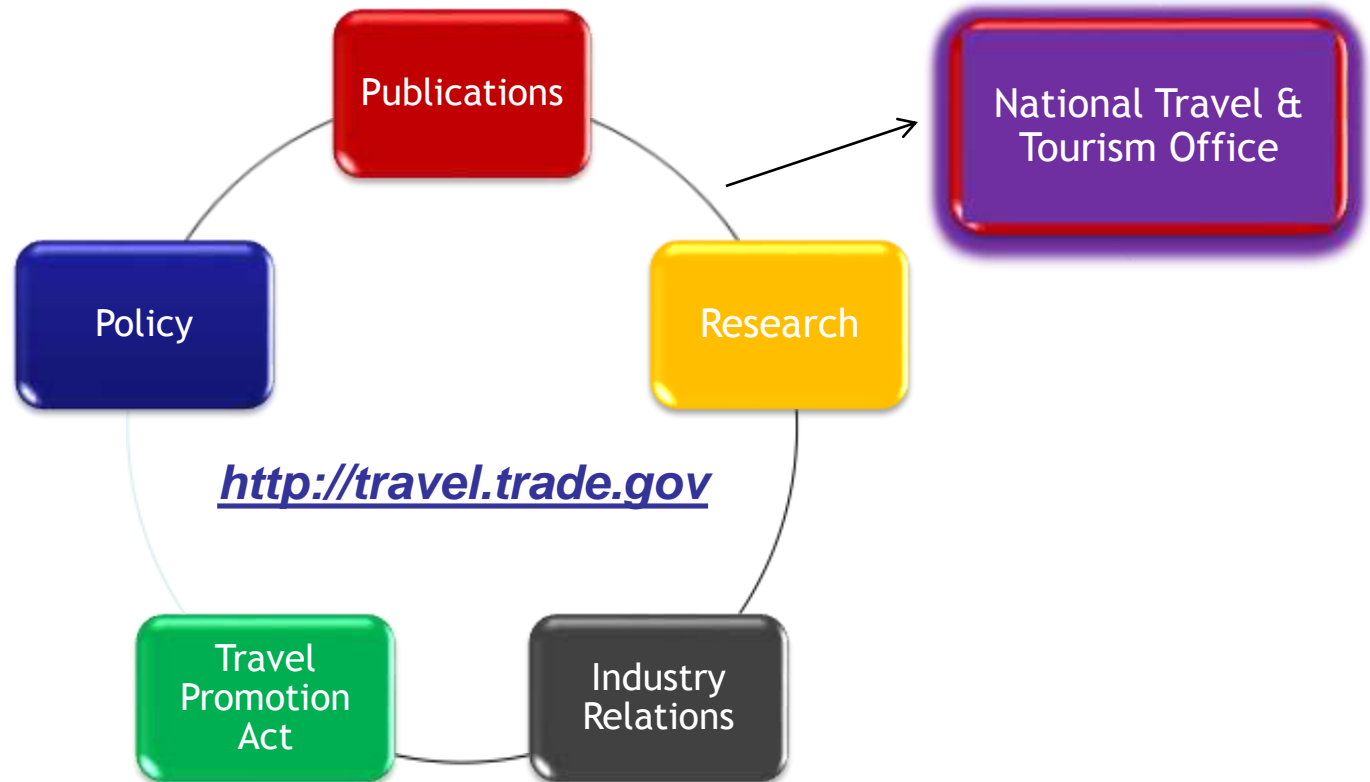 Publications
National Travel &
Tourism Office
Policy
Research
http://travel.trade.gov
Travel
Promotion
Act
Industry
Relations